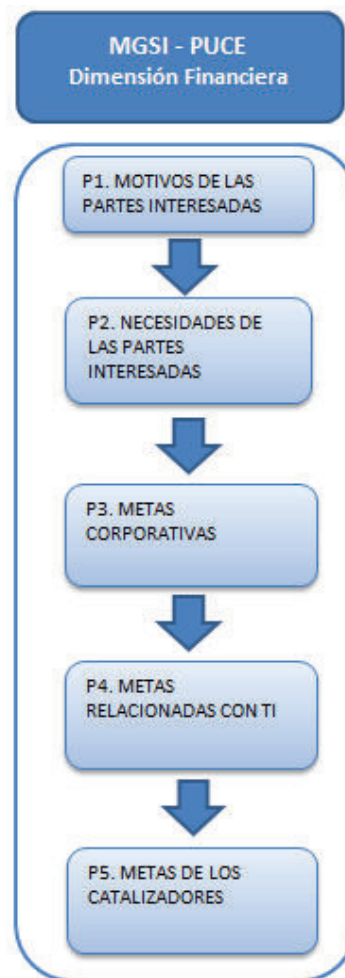 MGSI - PUCE
Dimensión Financiera
P1. MOTIVOS DE LAS
PARTES INTERESADAS
P2. NECESIDADES DE
LAS PARTES
INTERESADAS
P3. METAS
CORPORATIVAS
P4. METAS
RELACIONADAS CON TI
P5. METAS DE LOS
CATALIZADORES